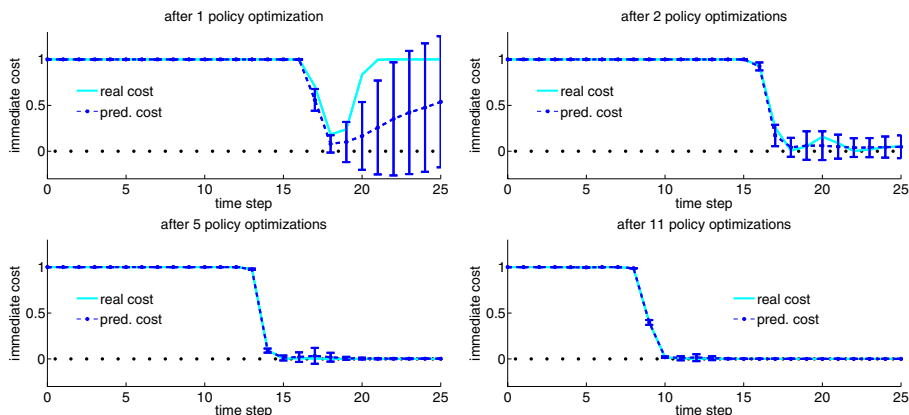 after 1 policy optimization
immediate cost
1
0.5
0
real cost
pred. cost
0 5 10 15 20 25
time step
after 2 policy optimizations
immediate cost
1
0.5
0
real cost
pred. cost
0 5 10 15 20 25
time step
after 5 policy optimizations
immediate cost
1
0.5
0
real cost
pred. cost
0 5 10 15 20 25
time step
after 11 policy optimizations
immediate cost
1
0.5
0
real cost
pred. cost
0 5 10 15 20 25
time step